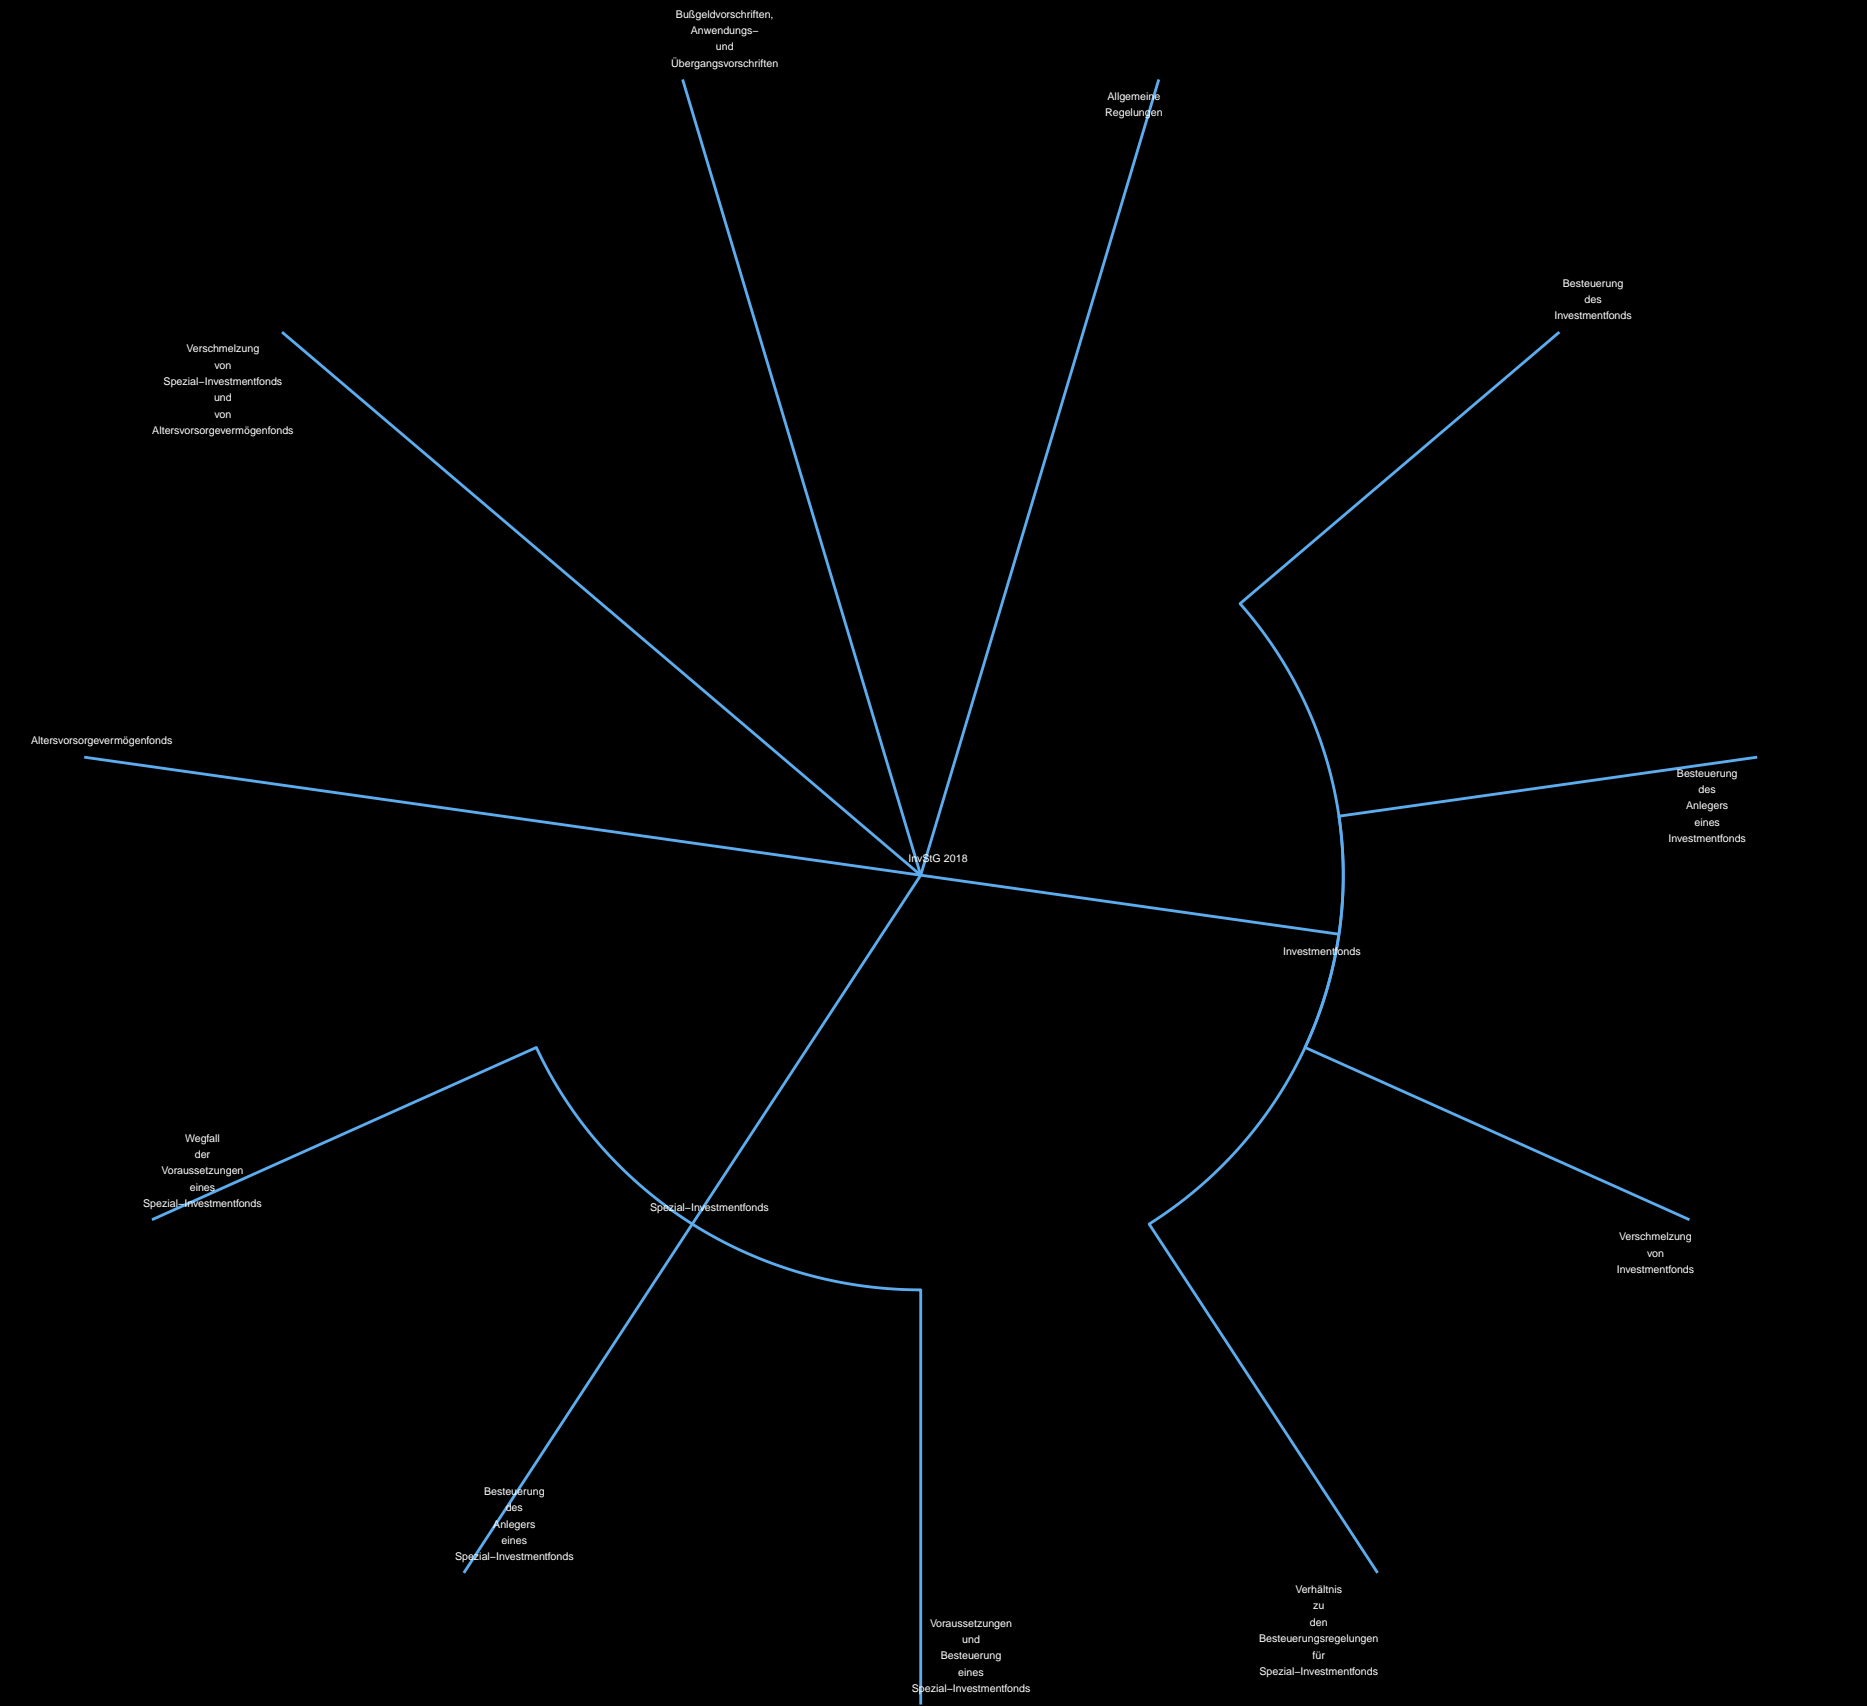 Bußgeldvorschriften,
Anwendungs–
und
Übergangsvorschriften
Allgemeine
Regelungen
Besteuerung
des
Investmentfonds
Verschmelzung
von
Spezial–Investmentfonds
und
von
Altersvorsorgevermögenfonds
Altersvorsorgevermögenfonds
Besteuerung
des
Anlegers
eines
Investmentfonds
InvStG 2018
Investmentfonds
Wegfall
der
Voraussetzungen
eines
Spezial–Investmentfonds
Spezial–Investmentfonds
Verschmelzung
von
Investmentfonds
Besteuerung
des
Anlegers
eines
Spezial–Investmentfonds
Verhältnis
zu
den
Besteuerungsregelungen
für
Spezial–Investmentfonds
Voraussetzungen
und
Besteuerung
eines
Spezial–Investmentfonds